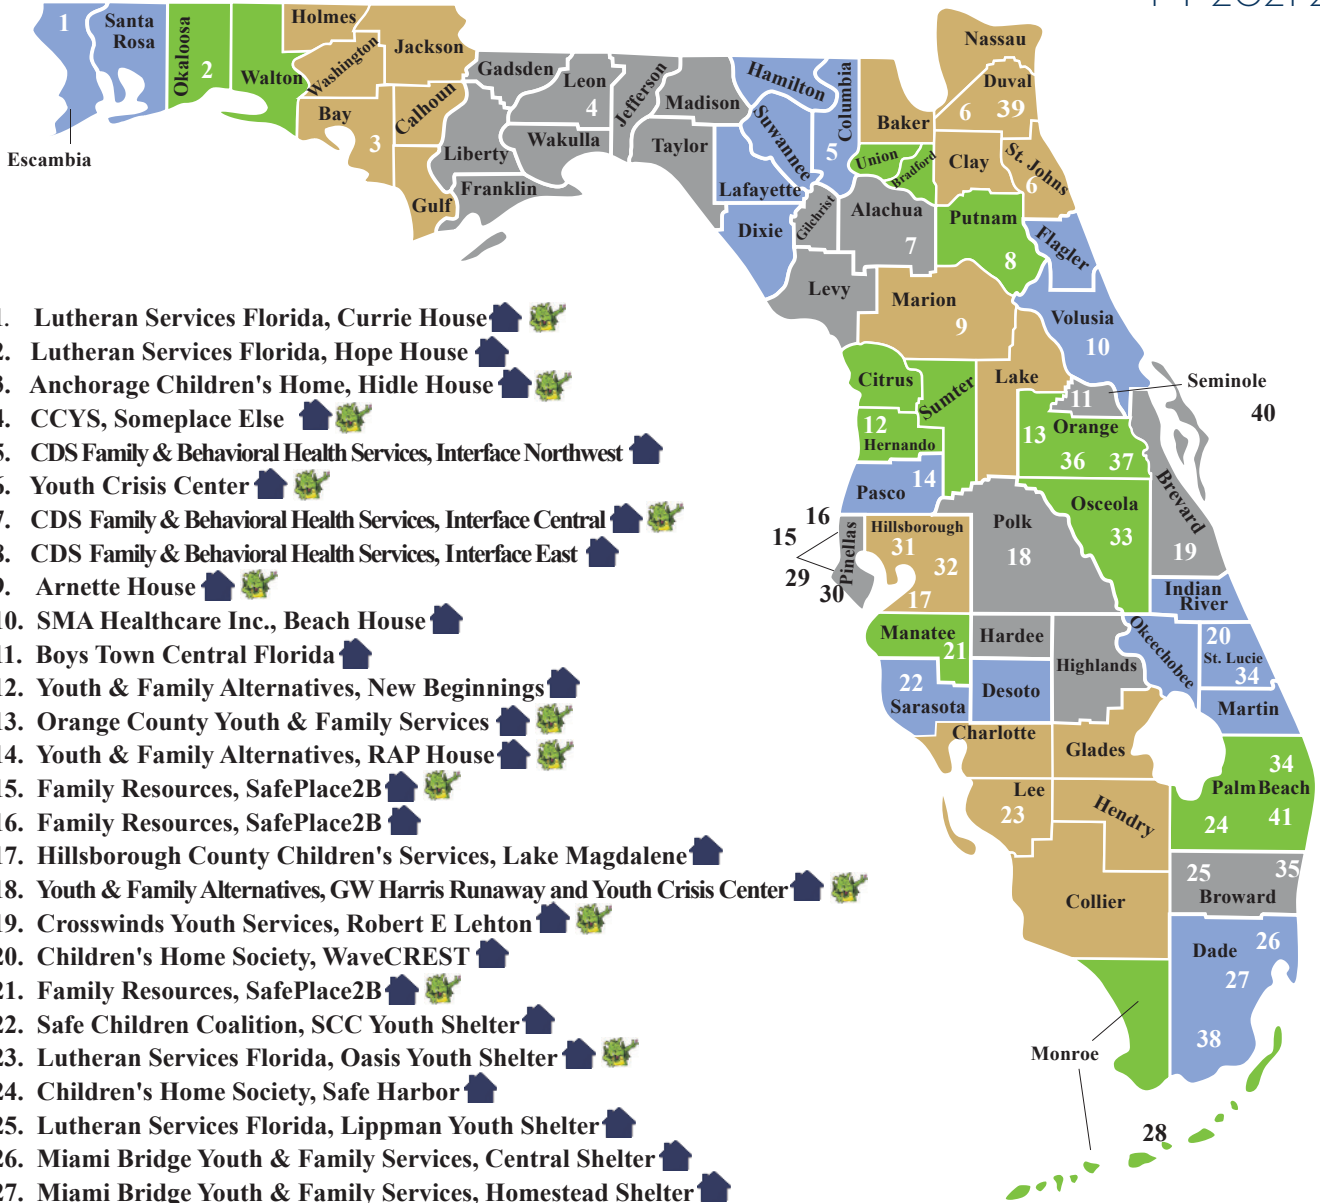 1
Santa
Rosa
Okaloosa
2
Walton
Holmes
Washington
Jackson
Bay
3
Calhoun
Gulf
Escambia
Gadsden
Leon
4
Jefferson
Madison
Liberty
Wakulla
Franklin
Taylor
Hamilton
Suwannee
Columbia
5
Lafayette
Dixie
Nassau
Duval
6
39
Baker
Union
Bradford
Clay
St. Johns
6
Gilchrist
Alachua
7
Putnam
8
Flagler
Levy
Marion
9
Volusia
10
Citrus
Sumter
Lake
11
Seminole
40
12
Hernando
13
Orange
36
37
Pasco
14
Brevard
19
16
15
29
30
Pinellas
Hillsborough
31
32
17
Polk
18
Osceola
33
Indian
River
Manatee
21
Hardee
Highlands
Okeechobee
20
St. Lucie
34
22
Sarasota
Desoto
Martin
Charlotte
Glades
Lee
23
Hendry
34
Palm Beach
24
41
Collier
25
35
Broward
Dade
26
27
38
Monroe
28
. Lutheran Services Florida, Currie House
. Lutheran Services Florida, Hope House
. Anchorage Children's Home, Hidle House
. CCYS, Someplace Else
. CDS Family & Behavioral Health Services, Interface Northwest
. Youth Crisis Center
. CDS Family & Behavioral Health Services, Interface Central
. CDS Family & Behavioral Health Services, Interface East
. Arnette House
10. SMA Healthcare Inc., Beach House
11. Boys Town Central Florida
12. Youth & Family Alternatives, New Beginnings
13. Orange County Youth & Family Services
14. Youth & Family Alternatives, RAP House
15. Family Resources, SafePlace2B
16. Family Resources, SafePlace2B
17. Hillsborough County Children's Services, Lake Magdalene
18. Youth & Family Alternatives, GW Harris Runaway and Youth Crisis Center
19. Crosswinds Youth Services, Robert E Lehton
20. Children's Home Society, WaveCREST
21. Family Resources, SafePlace2B
22. Safe Children Coalition, SCC Youth Shelter
23. Lutheran Services Florida, Oasis Youth Shelter
24. Children's Home Society, Safe Harbor
25. Lutheran Services Florida, Lippman Youth Shelter
26. Miami Bridge Youth & Family Services, Central Shelter
27. Miami Bridge Youth & Family Services, Homestead Shelter